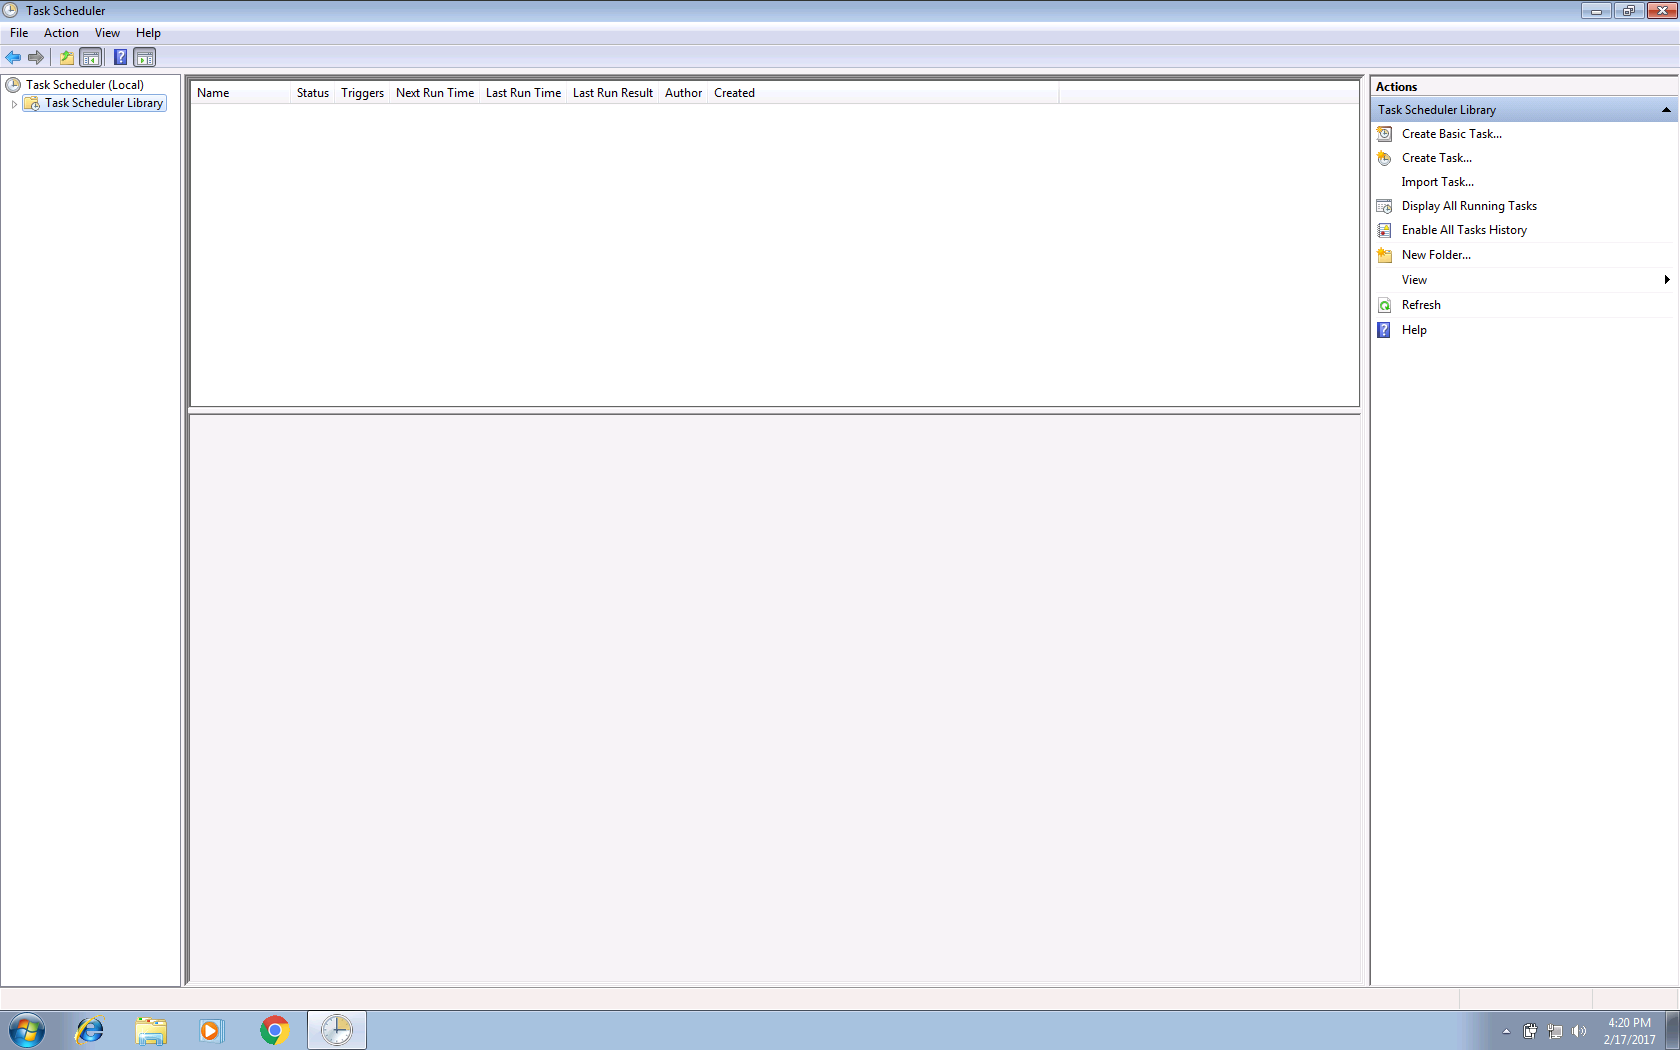 Task Scheduler
File Action View Help
Task Scheduler (Local)
Task Scheduler Library
Name Status Triggers Next Run Time Last Run Time Last Run Result Author Created
Actions
Task Scheduler Library
Create Basic Task...
Create Task...
Import Task...
Display All Running Tasks
Enable All Tasks History
New Folder...
View
Refresh
Help
4:20 PM
2/17/2017